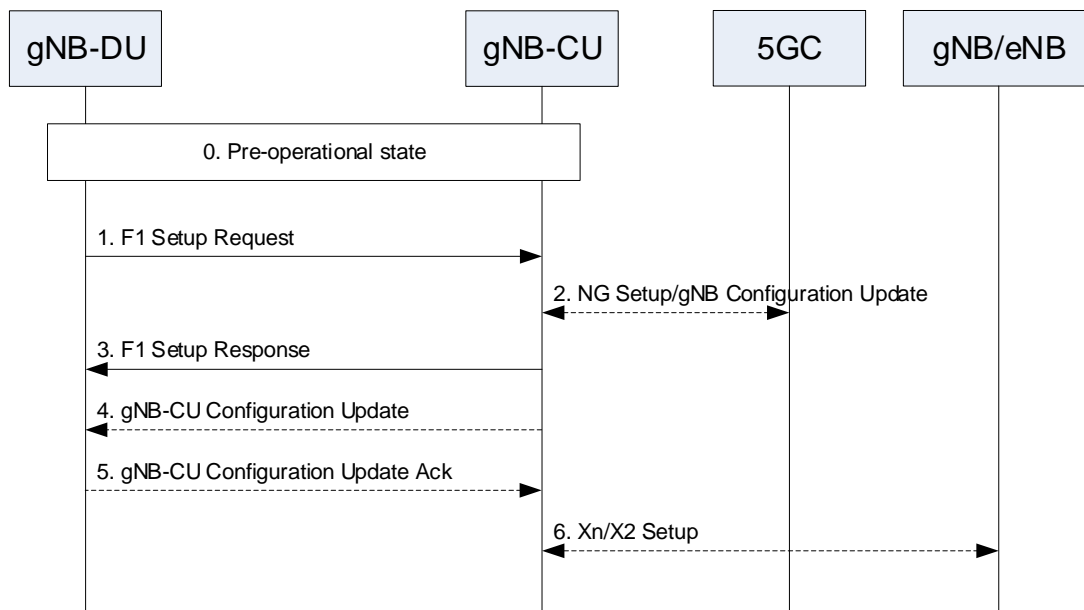 gNB-DU
gNB-CU
5GC
gNB/eNB
0. Pre-operational state
1. F1 Setup Request
2. NG Setup/gNB Configuration Update
3. F1 Setup Response
4. gNB-CU Configuration Update
5. gNB-CU Configuration Update Ack
6. Xn/X2 Setup